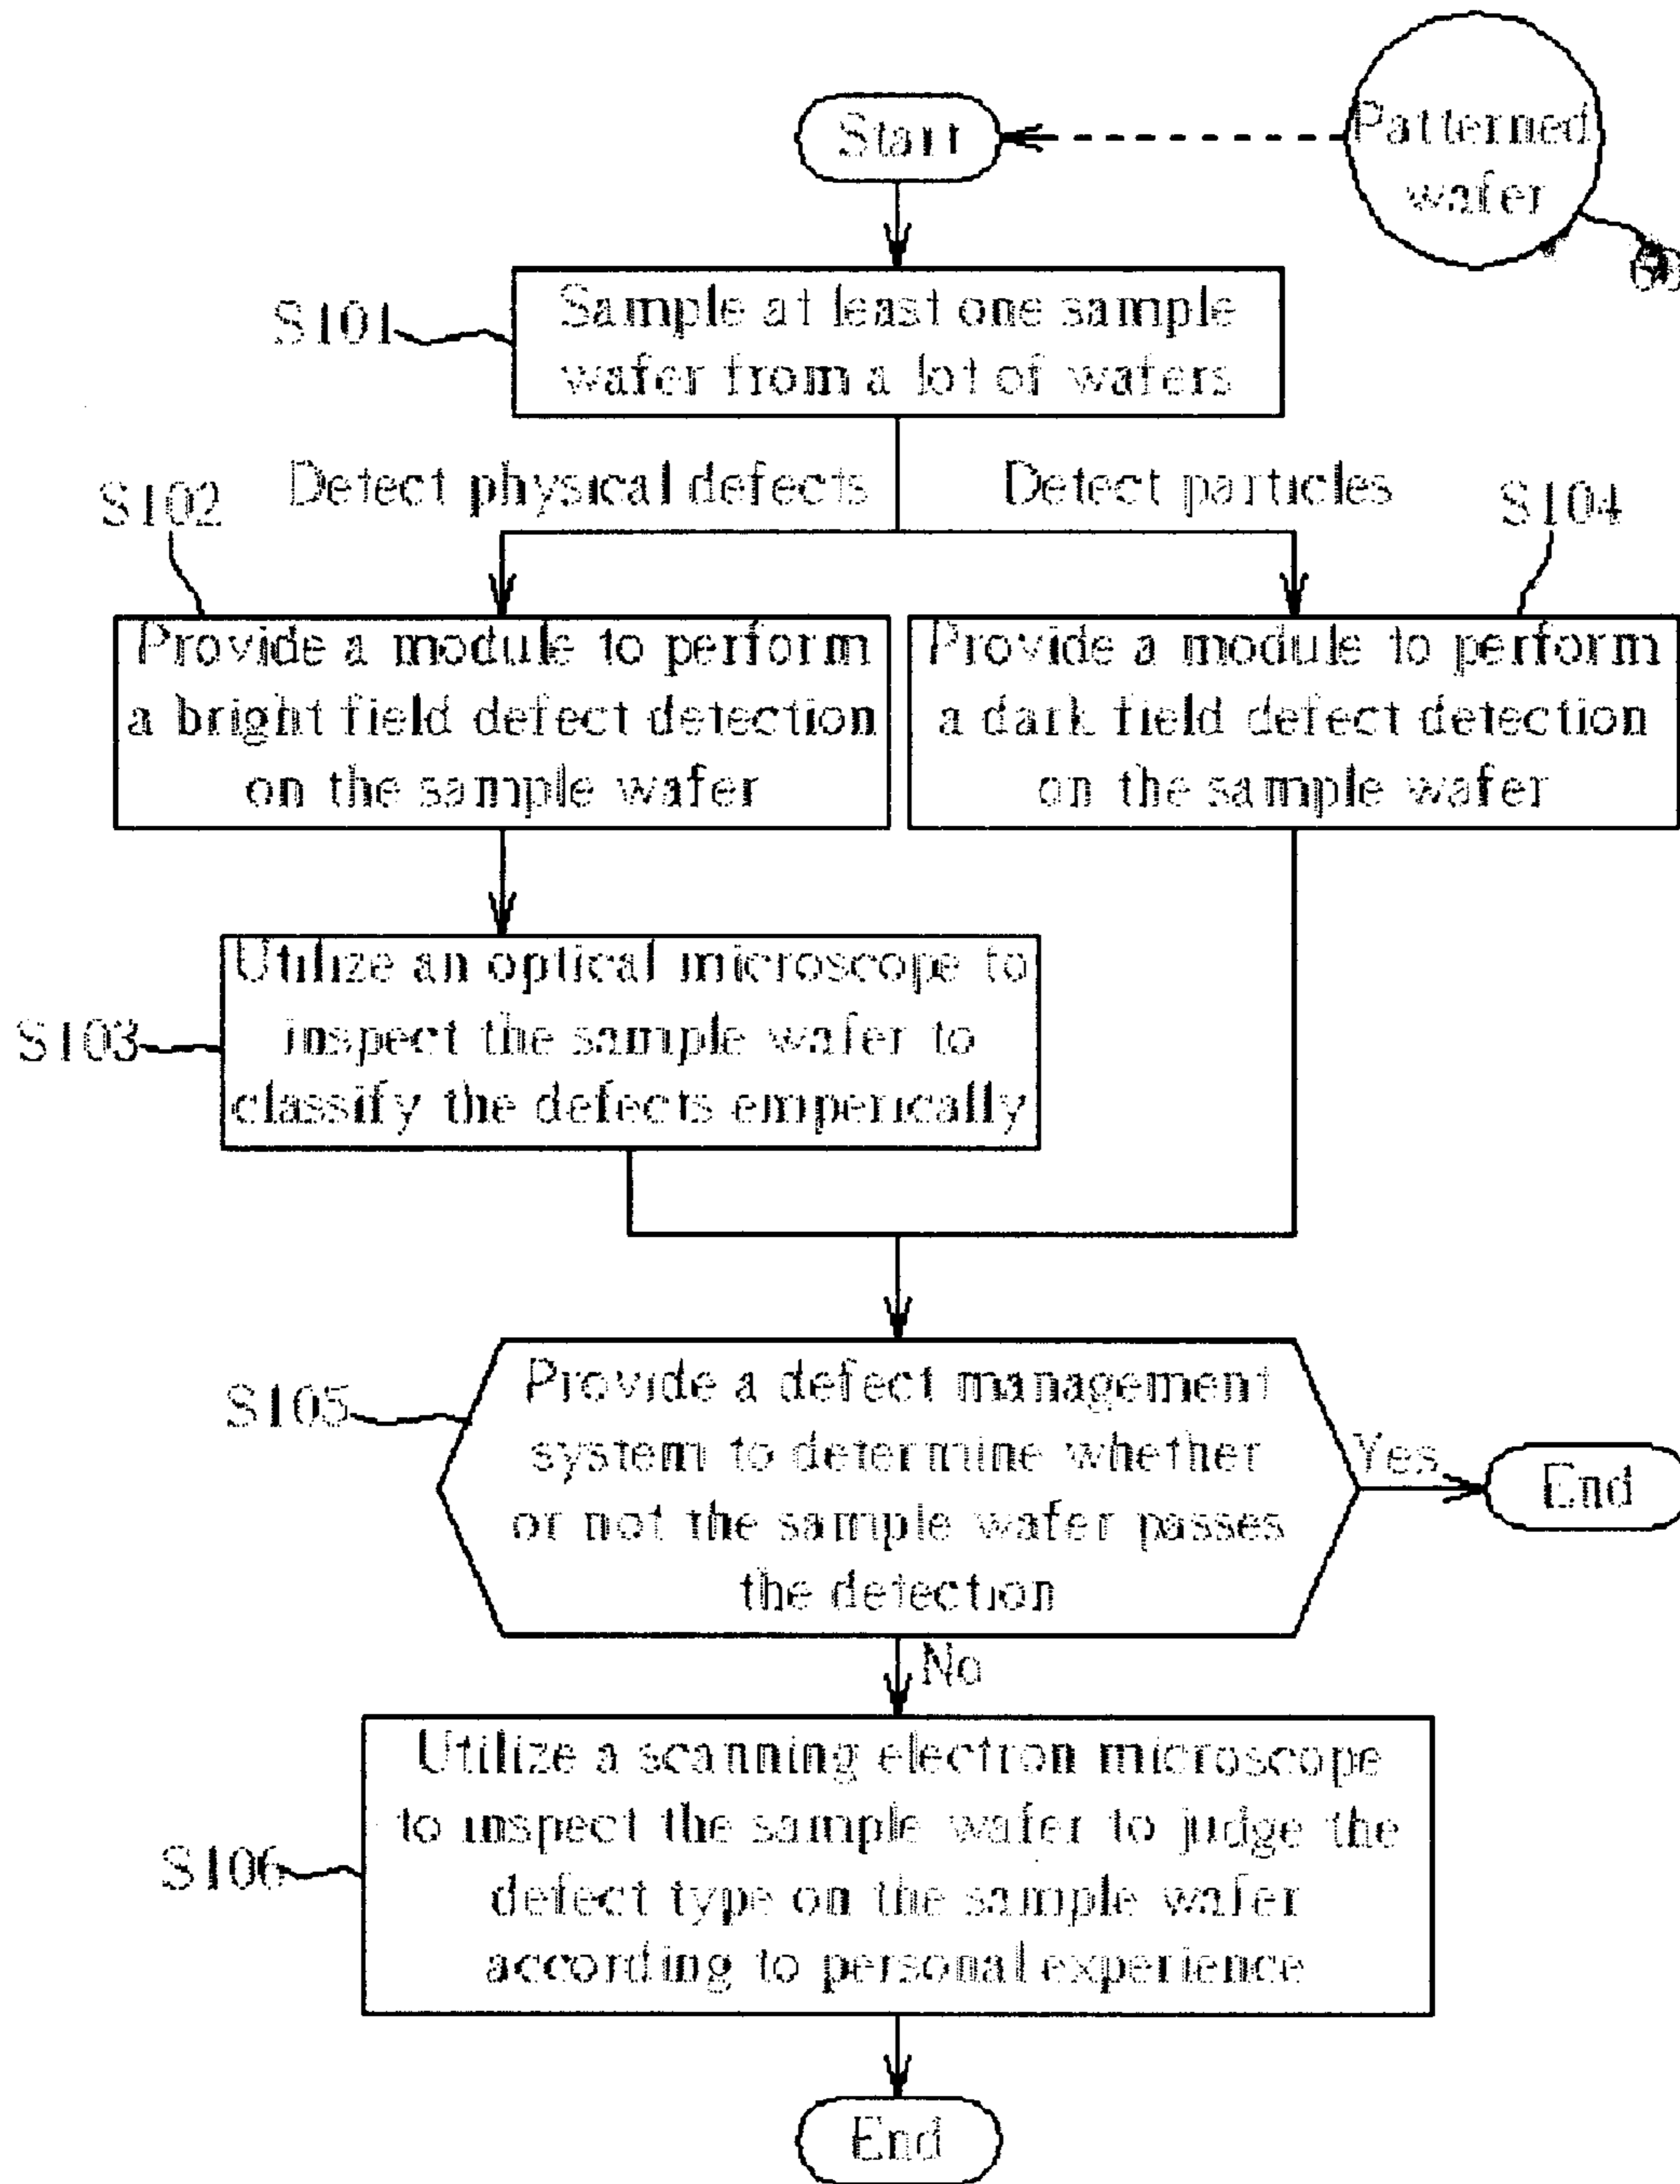 Start
Patterned
wafer
60
S101
Sample at least one sample
wafer from a lot of wafers
Detect physical defects
Detect particles
S102
S104
Provide a module to perform
a bright field defect detection
on the sample wafer
Provide a module to perform
a dark field defect detection
on the sample wafer
S103
Utilize an optical microscope to
inspect the sample wafer to
classify the defects emperically
S105
Provide a defect management
system to determine whether
or not the sample wafer passes
the detection
Yes
End
No
S106
Utilize a scanning electron microscope
to inspect the sample wafer to judge the
defect type on the sample wafer
according to personal experience
End